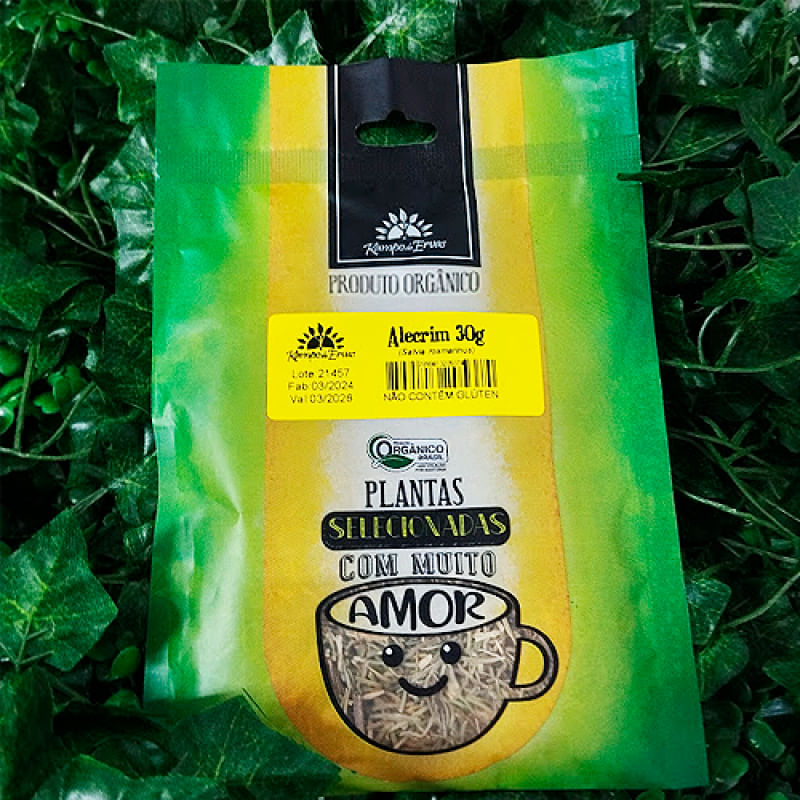 Kampo de Ervas
PRODUTO ORGÂNICO
Kampo de Ervas
Lote.21457
Fab 03/2024
Val 03/2026
Alecrim 30g
(Salvia rosmarinus)
NÃO CONTÉM GLÚTEN
PRODUTO
ORGÂNICO
BRASIL
PLANTAS
SELECIONADAS
COM MUITO
AMOR